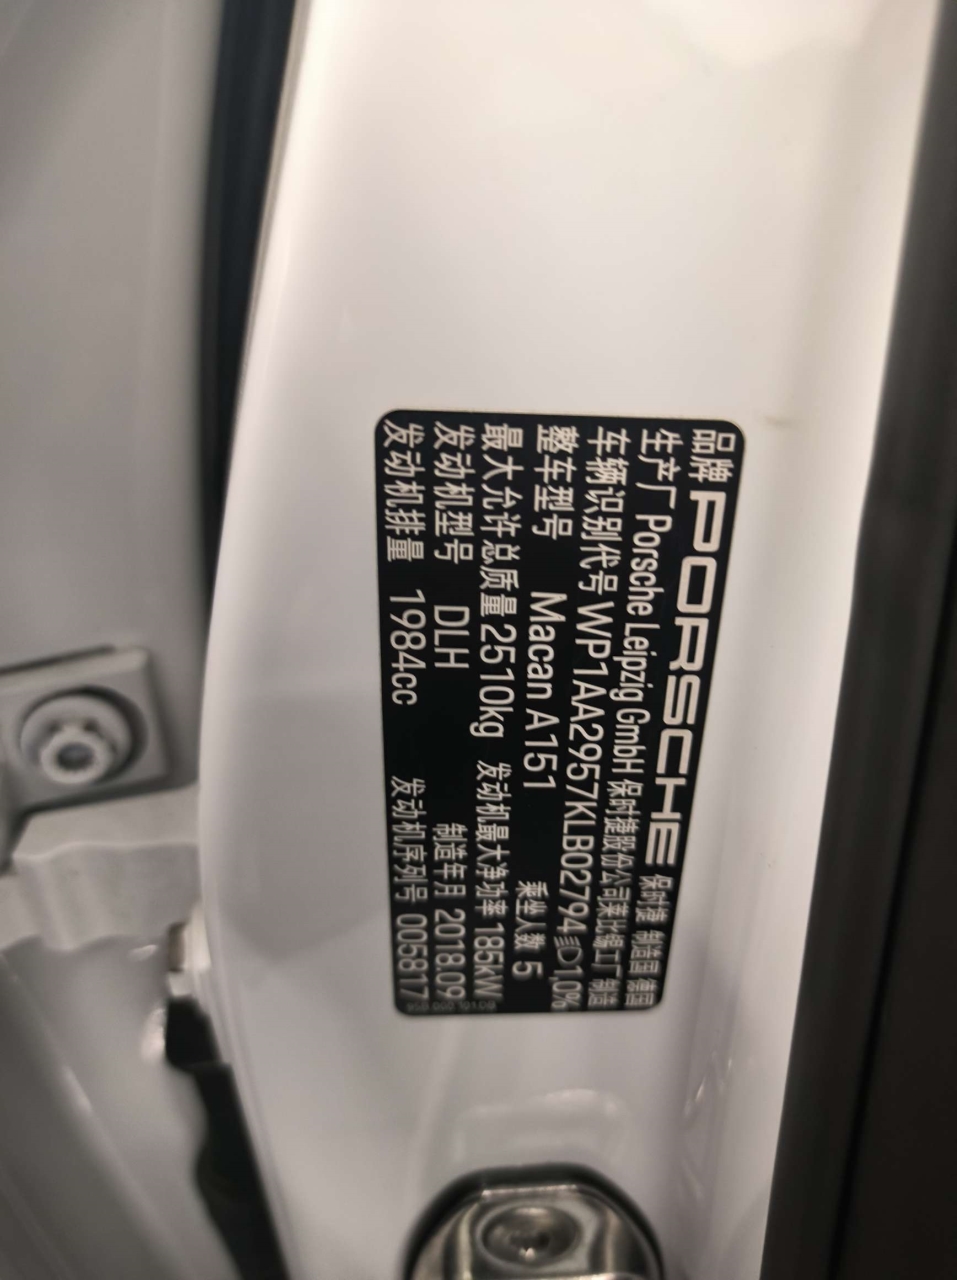 品牌 PORSCHE 保时捷 制造国 德国
生产厂 Porsche Leipzig GmbH 保时捷股份公司莱比锡工厂 制造
车辆识别代号 WP1AA2957KLB02794 1,0%
整车型号 Macan A151 乘坐人数 5
最大允许总质量 2510kg 发动机最大净功率 185kW
发动机型号 DLH 制造年月 2018.09
发动机排量 1984cc 发动机序列号 005817